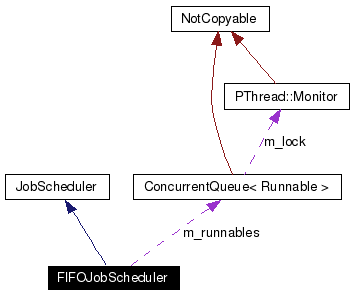 NotCopyable
PThread::Monitor
m_lock
JobScheduler
ConcurrentQueue< Runnable >
m_runnables
FIFOJobScheduler